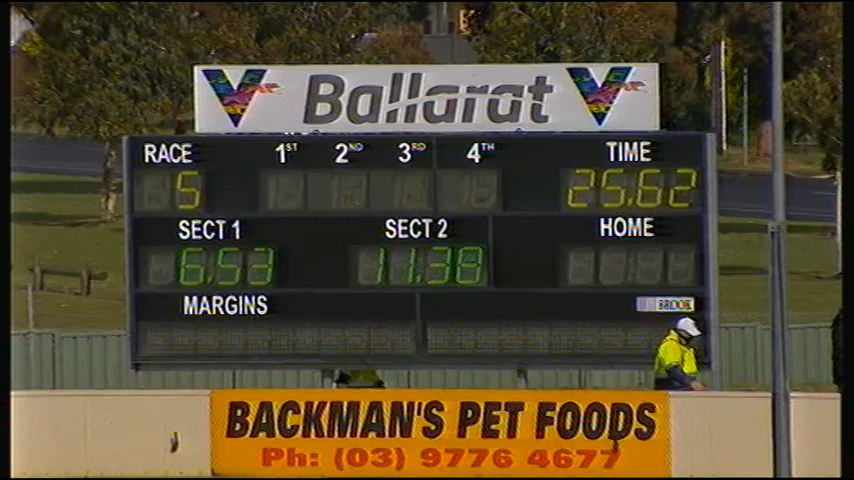 Ballarat
RACE 1ST 2ND 3RD 4TH TIME
5 25.62
SECT 1 SECT 2 HOME
6.53 11.38
MARGINS BROOK
BACKMAN'S PET FOODS
Ph: (03) 9776 4677